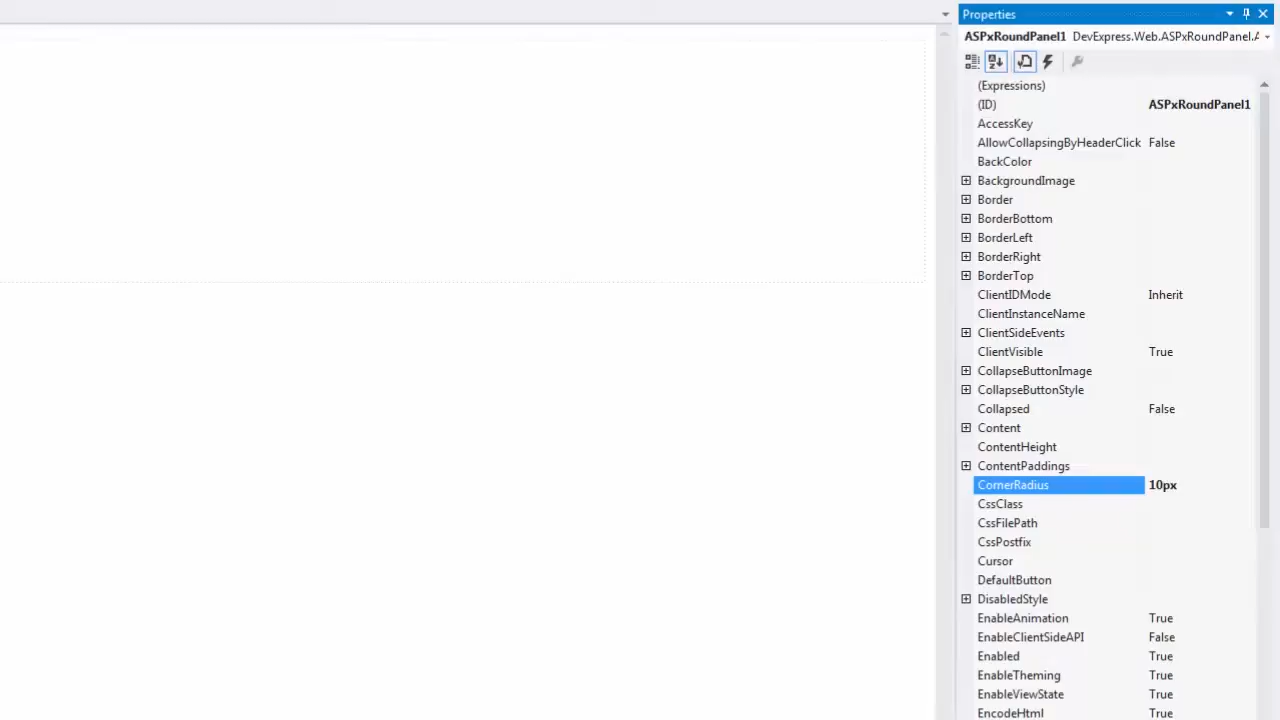 Properties
ASPxRoundPanel1 DevExpress.Web.ASPxRoundPanel.A
(Expressions)
(ID) ASPxRoundPanel1
AccessKey
AllowCollapsingByHeaderClick False
BackColor
BackgroundImage
Border
BorderBottom
BorderLeft
BorderRight
BorderTop
ClientIDMode Inherit
ClientInstanceName
ClientSideEvents
ClientVisible True
CollapseButtonImage
CollapseButtonStyle
Collapsed False
Content
ContentHeight
ContentPaddings
CornerRadius 10px
CssClass
CssFilePath
CssPostfix
Cursor
DefaultButton
DisabledStyle
EnableAnimation True
EnableClientSideAPI False
Enabled True
EnableTheming True
EnableViewState True
EncodeHtml True